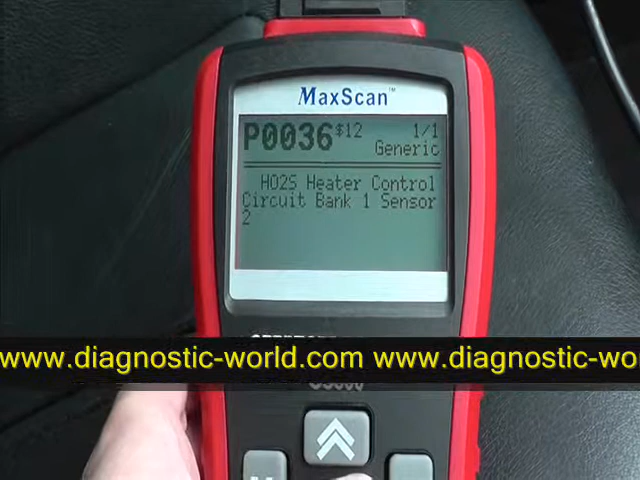 MaxScan™
P0036 $12 1/1
Generic
HO2S Heater Control
Circuit Bank 1 Sensor
2
www.diagnostic-world.com www.diagnostic-wo